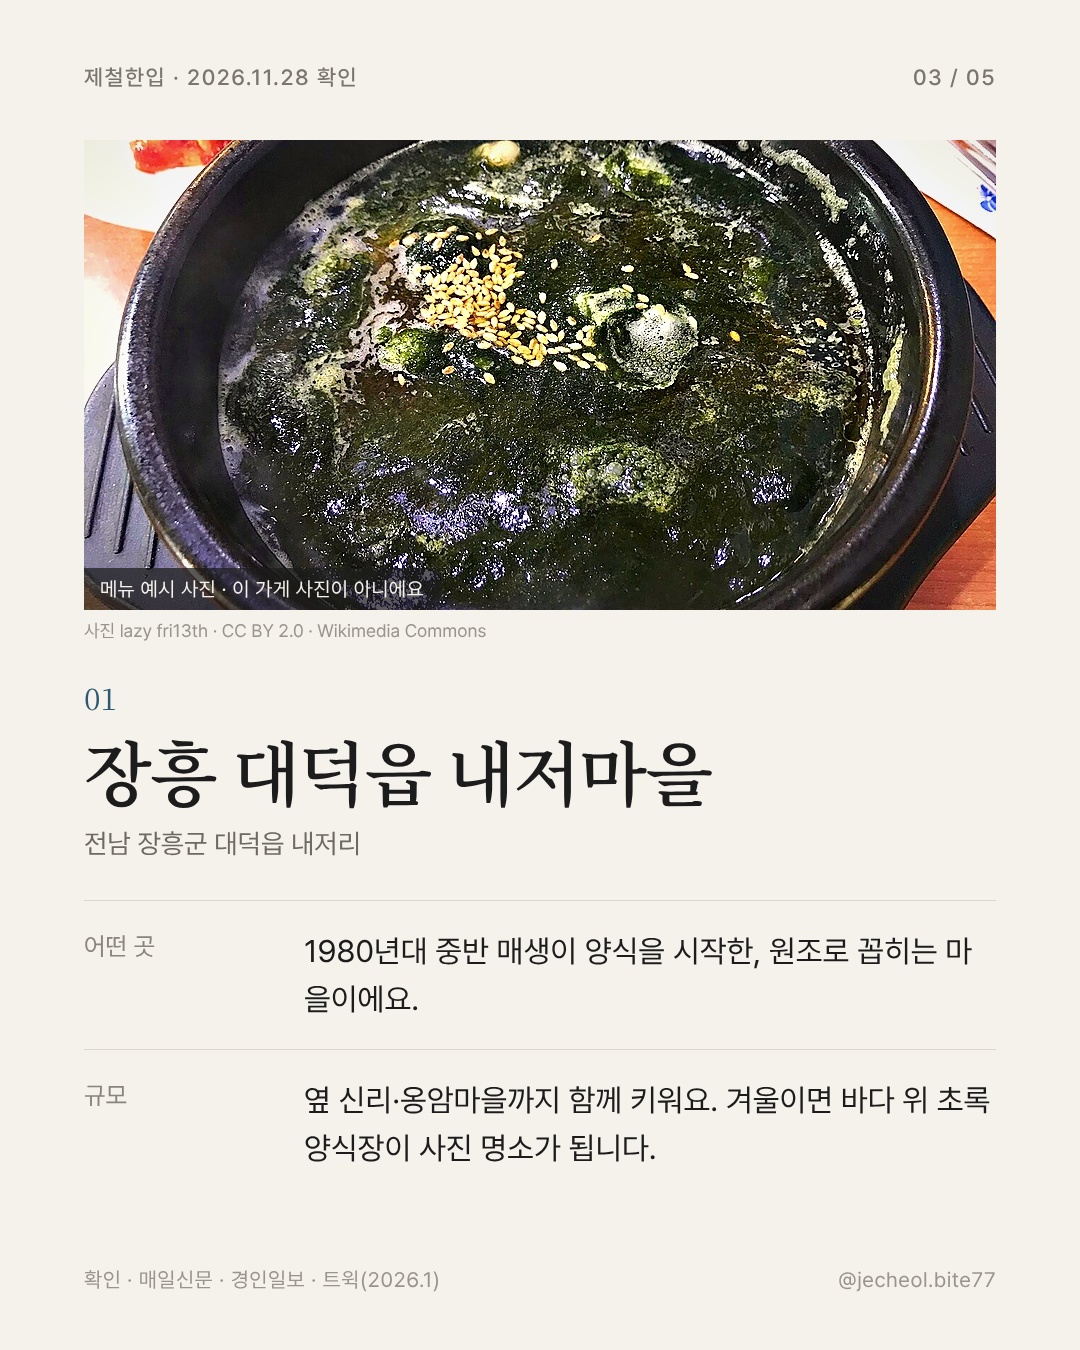 제철한입 · 2026.11.28 확인
03 / 05
메뉴 예시 사진 · 이 가게 사진이 아니에요
사진 lazy fri13th · CC BY 2.0 · Wikimedia Commons
01
장흥 대덕읍 내저마을
전남 장흥군 대덕읍 내저리
어떤 곳
1980년대 중반 매생이 양식을 시작한, 원조로 꼽히는 마
을이에요.
규모
옆 신리·옹암마을까지 함께 키워요. 겨울이면 바다 위 초록
양식장이 사진 명소가 됩니다.
확인 · 매일신문 · 경인일보 · 트윅(2026.1)
@jecheol.bite77